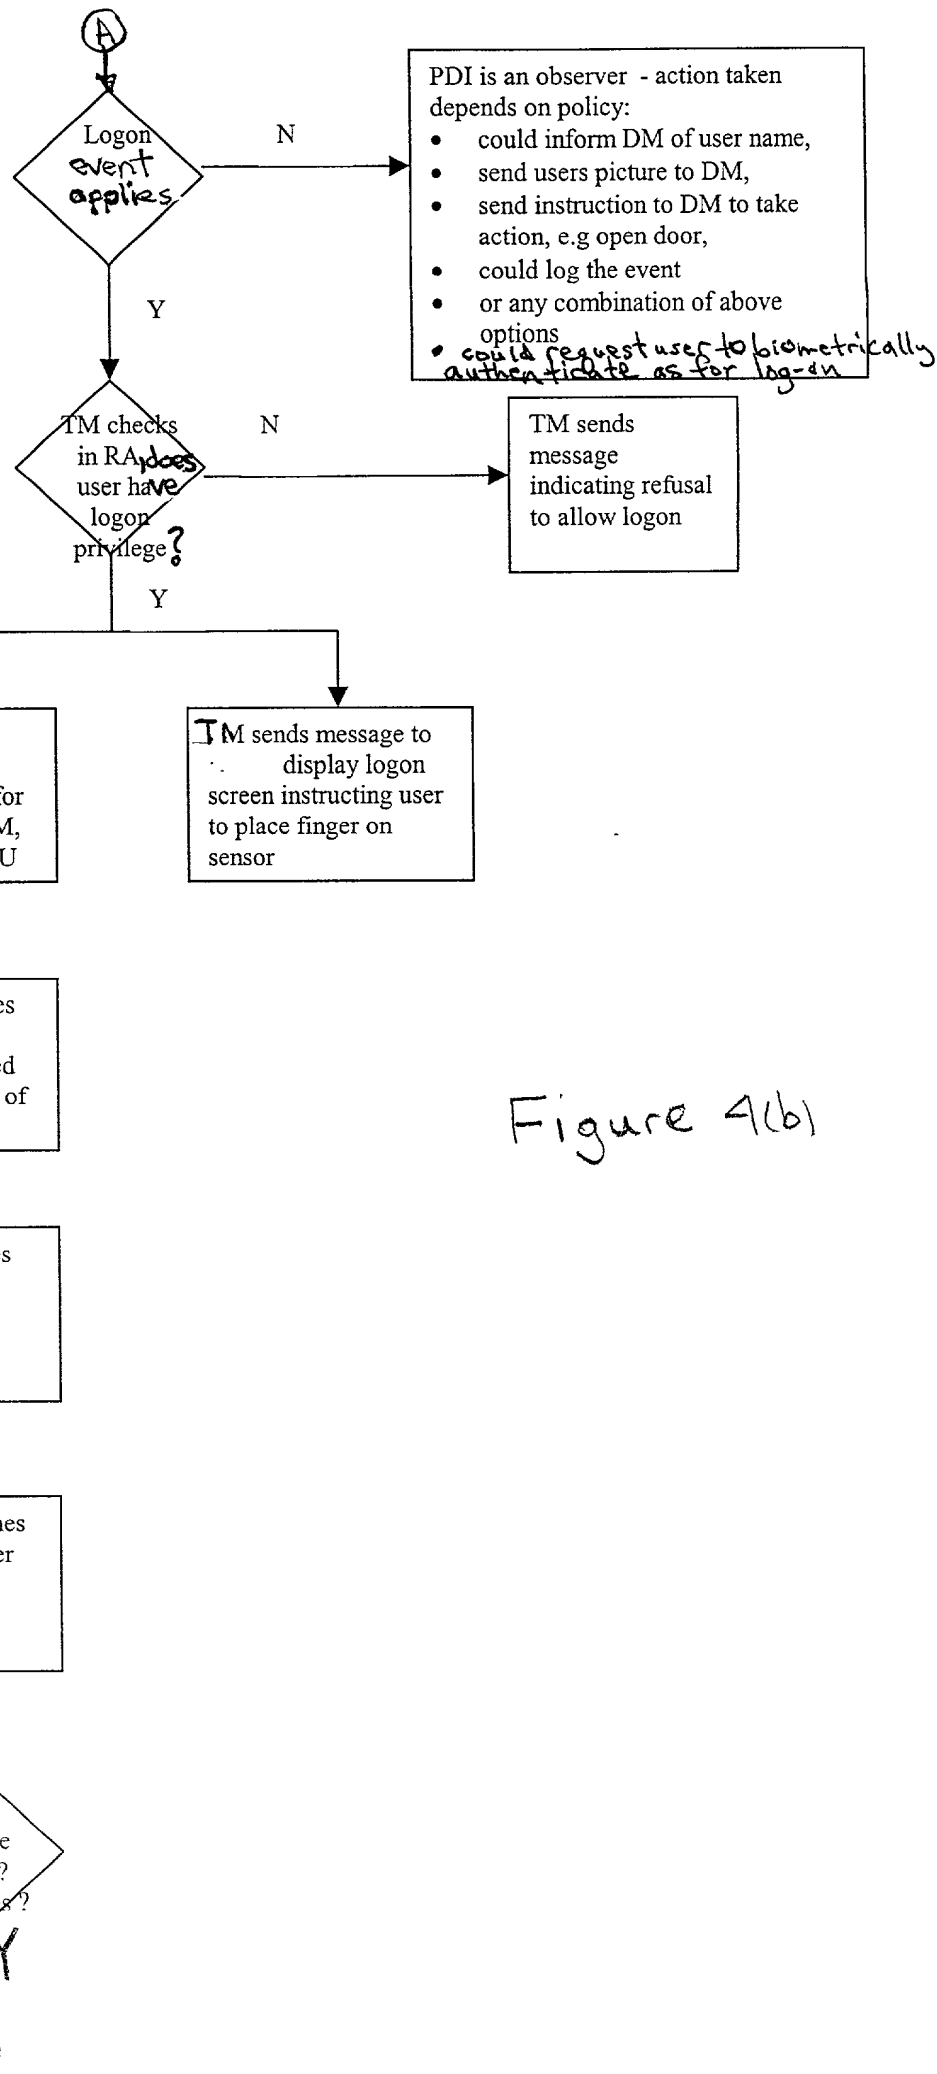 A
Logon
event
applies
N
PDI is an observer - action taken
depends on policy:
• could inform DM of user name,
• send users picture to DM,
• send instruction to DM to take
action, e.g open door,
• could log the event
• or any combination of above
options
• could request user to biometrically
authenticate as for log-on
Y
TM checks
in RA, does
user have
logon
privilege?
N
TM sends
message
indicating refusal
to allow logon
Y
for
M,
U
TM sends message to
display logon
screen instructing user
to place finger on
sensor
es
ed
of
Figure 4(b)
s
nes
er
e
?
s?
Y